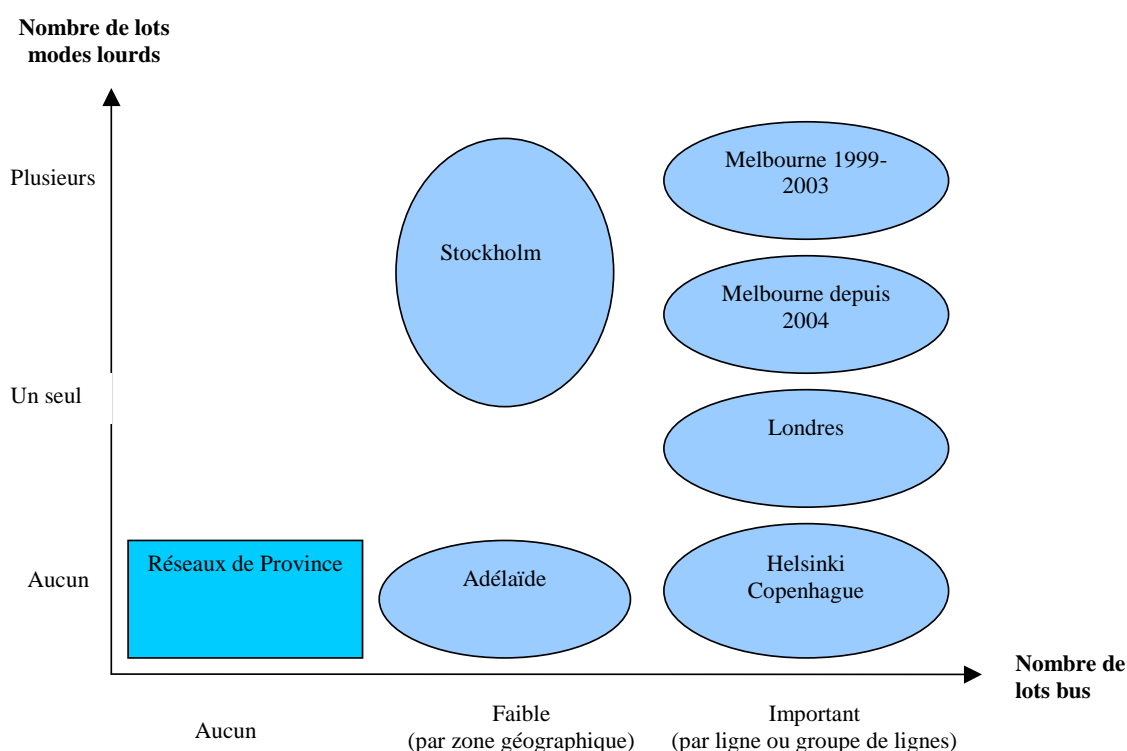 Nombre de lots
modes lourds
Plusieurs
Melbourne 1999-
2003
Stockholm
Melbourne depuis
2004
Un seul
Londres
Réseaux de Province
Aucun
Adélaïde
Helsinki
Copenhague
Nombre de
lots bus
Aucun
Faible
(par zone géographique)
Important
(par ligne ou groupe de lignes)